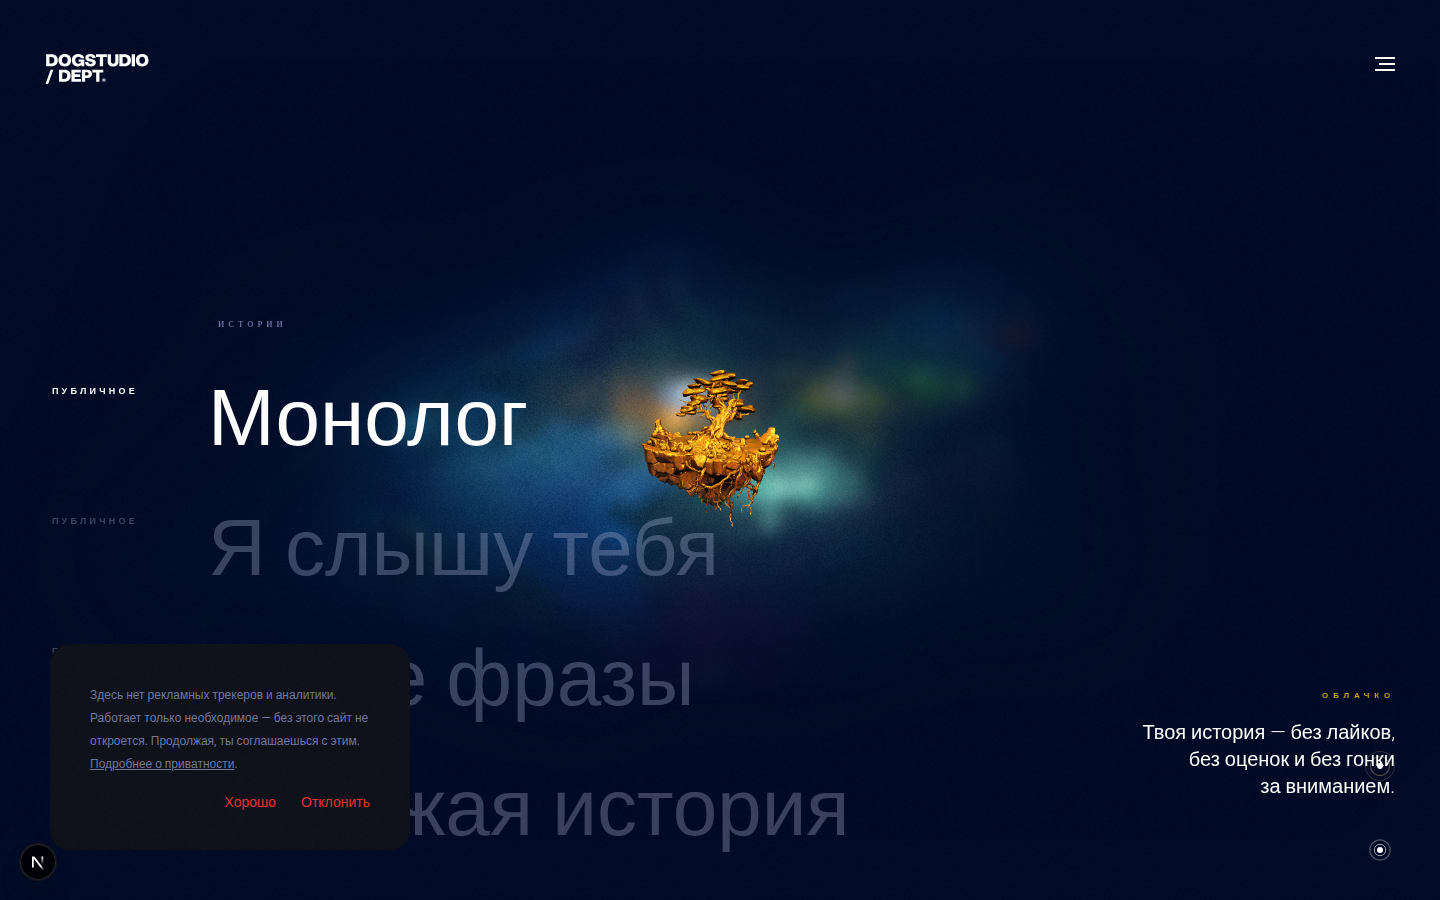 DOGSTUDIO
/ DEPT.
ИСТОРИИ
ПУБЛИЧНОЕ
Монолог
ПУБЛИЧНОЕ
Я слышу тебя
фразы
история
Здесь нет рекламных трекеров и аналитики.
Работает только необходимое — без этого сайт не
откроется. Продолжая, ты соглашаешься с этим.
Подробнее о приватности.
Хорошо Отклонить
ОБЛАЧКО
Твоя история — без лайков,
без оценок и без гонки
за вниманием.
N